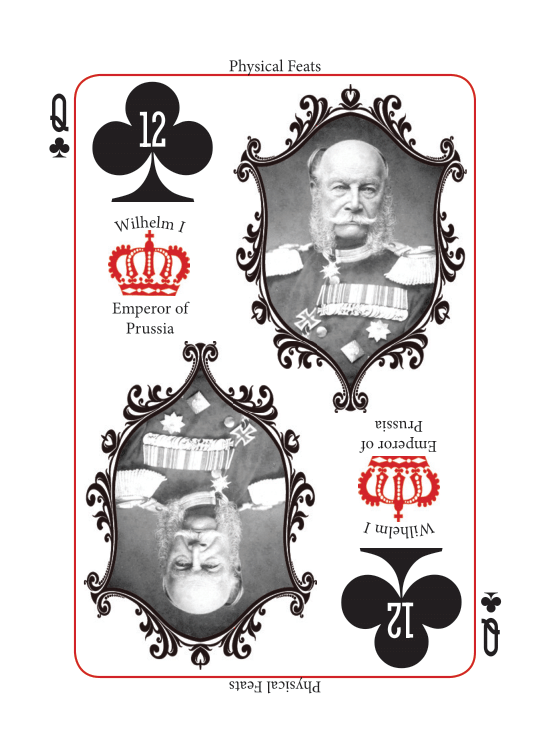 Physical Feats
Q
12
Wilhelm I
Emperor of
Prussia
Prussia
Emperor of
Wilhelm I
12
Q
Physical Feats